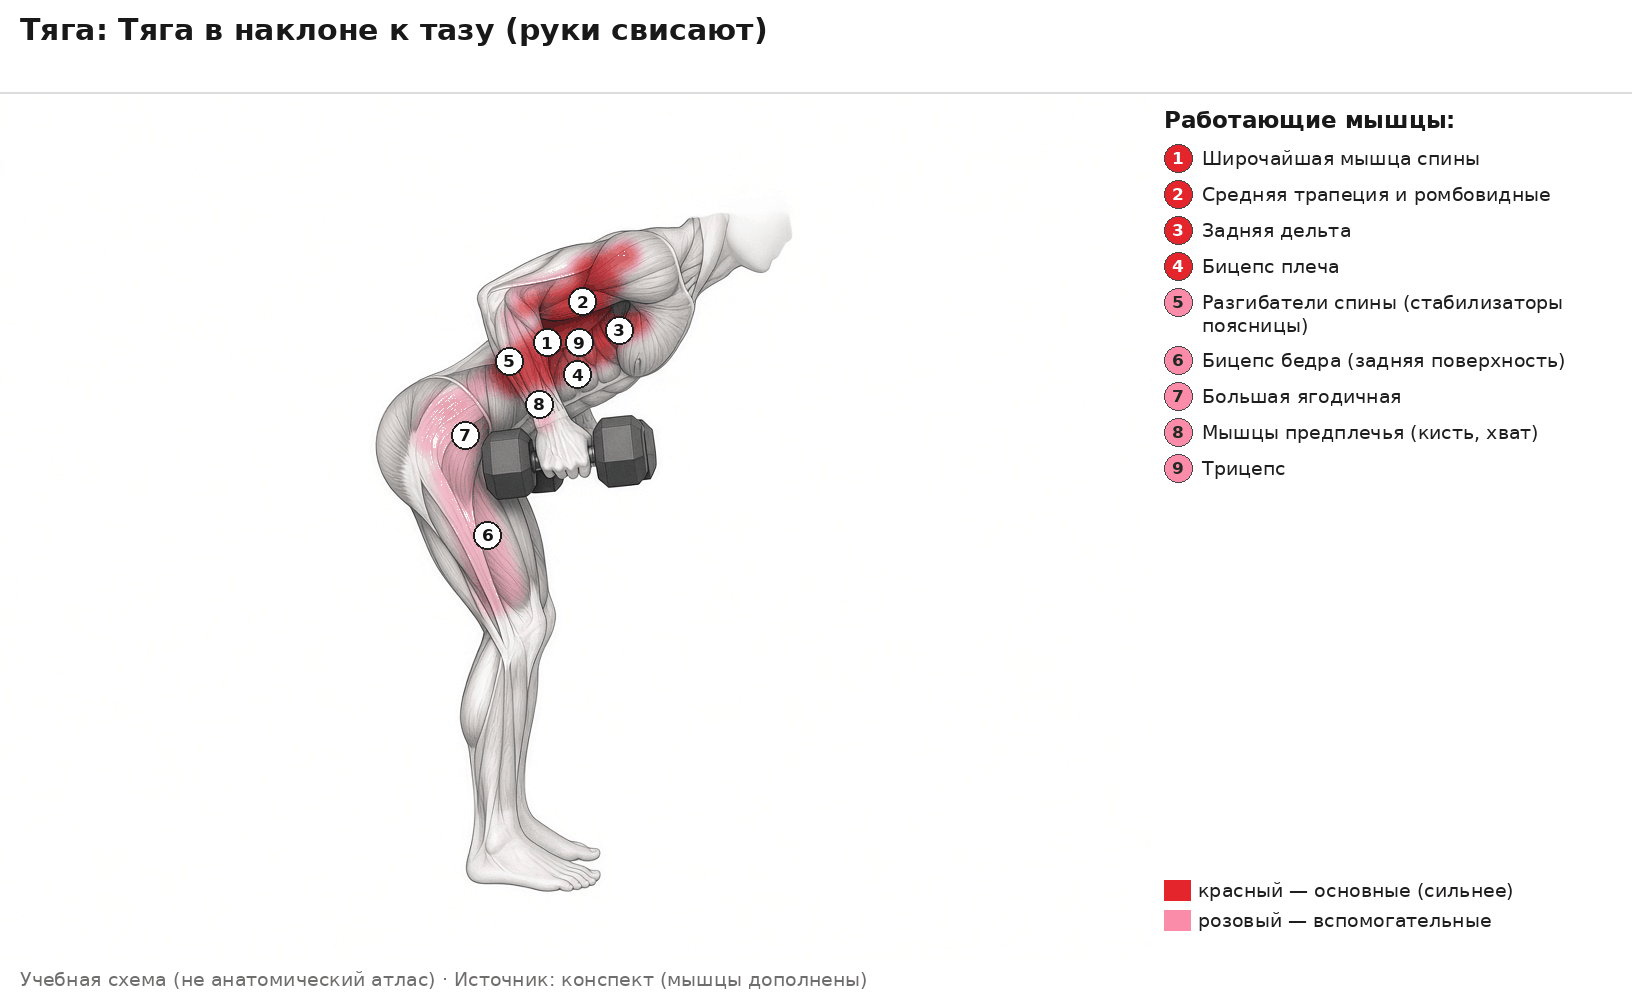 Тяга: Тяга в наклоне к тазу (руки свисают)
Работающие мышцы:
1 Широчайшая мышца спины
2 Средняя трапеция и ромбовидные
3 Задняя дельта
4 Бицепс плеча
5 Разгибатели спины (стабилизаторы
поясницы)
6 Бицепс бедра (задняя поверхность)
7 Большая ягодичная
8 Мышцы предплечья (кисть, хват)
9 Трицепс
2
3
1 9
5
4
8
7
6
красный — основные (сильнее)
розовый — вспомогательные
Учебная схема (не анатомический атлас) · Источник: конспект (мышцы дополнены)